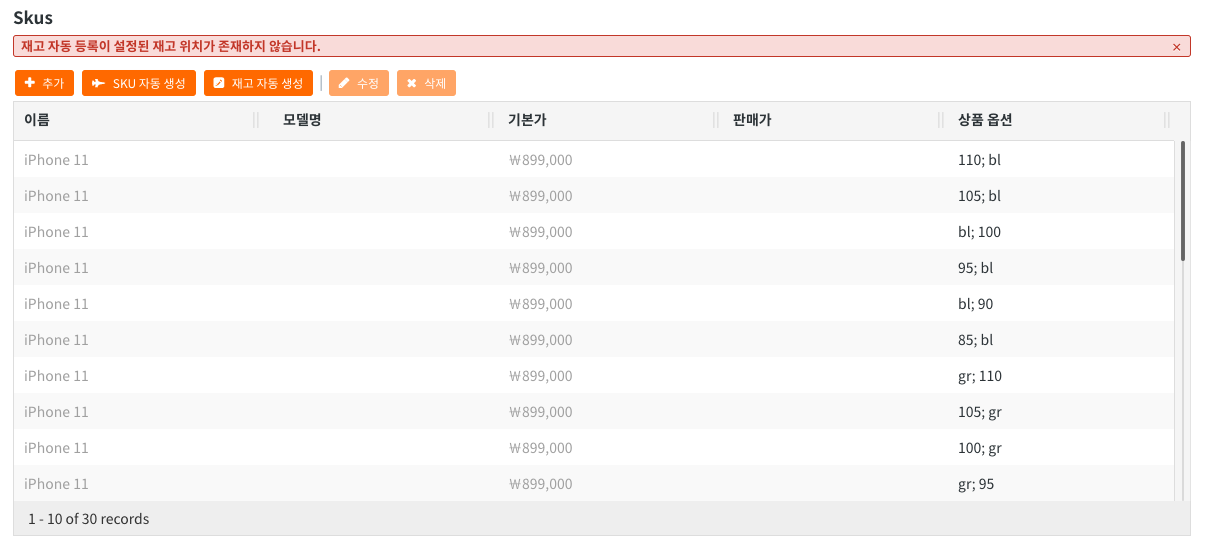 Skus
재고 자동 등록이 설정된 재고 위치가 존재하지 않습니다. ×
추가 SKU 자동 생성 재고 자동 생성 | 수정 삭제
이름 모델명 기본가 판매가 상품 옵션
iPhone 11 ₩899,000 110; bl
iPhone 11 ₩899,000 105; bl
iPhone 11 ₩899,000 bl; 100
iPhone 11 ₩899,000 95; bl
iPhone 11 ₩899,000 bl; 90
iPhone 11 ₩899,000 85; bl
iPhone 11 ₩899,000 gr; 110
iPhone 11 ₩899,000 105; gr
iPhone 11 ₩899,000 100; gr
iPhone 11 ₩899,000 gr; 95
1 - 10 of 30 records